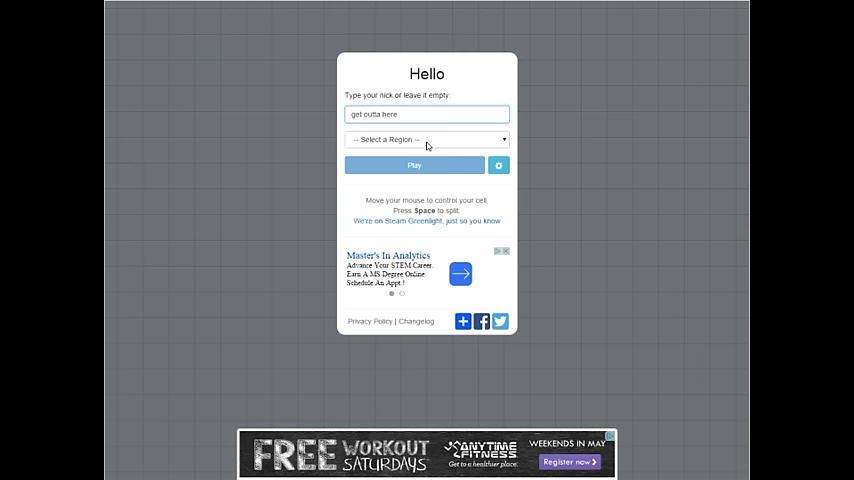 Hello
Type your nick or leave it empty:
get outta here
-- Select a Region --
Play
Move your mouse to control your cell
Press Space to split.
We're on Steam Greenlight, just so you know
Master's In Analytics
Advance Your STEM Career.
Earn A MS Degree Online.
Schedule An Appt.!
Privacy Policy | Changelog
FREE WORKOUT SATURDAYS
ANYTIME FITNESS
Get to a healthier place.
WEEKENDS IN MAY
Register now